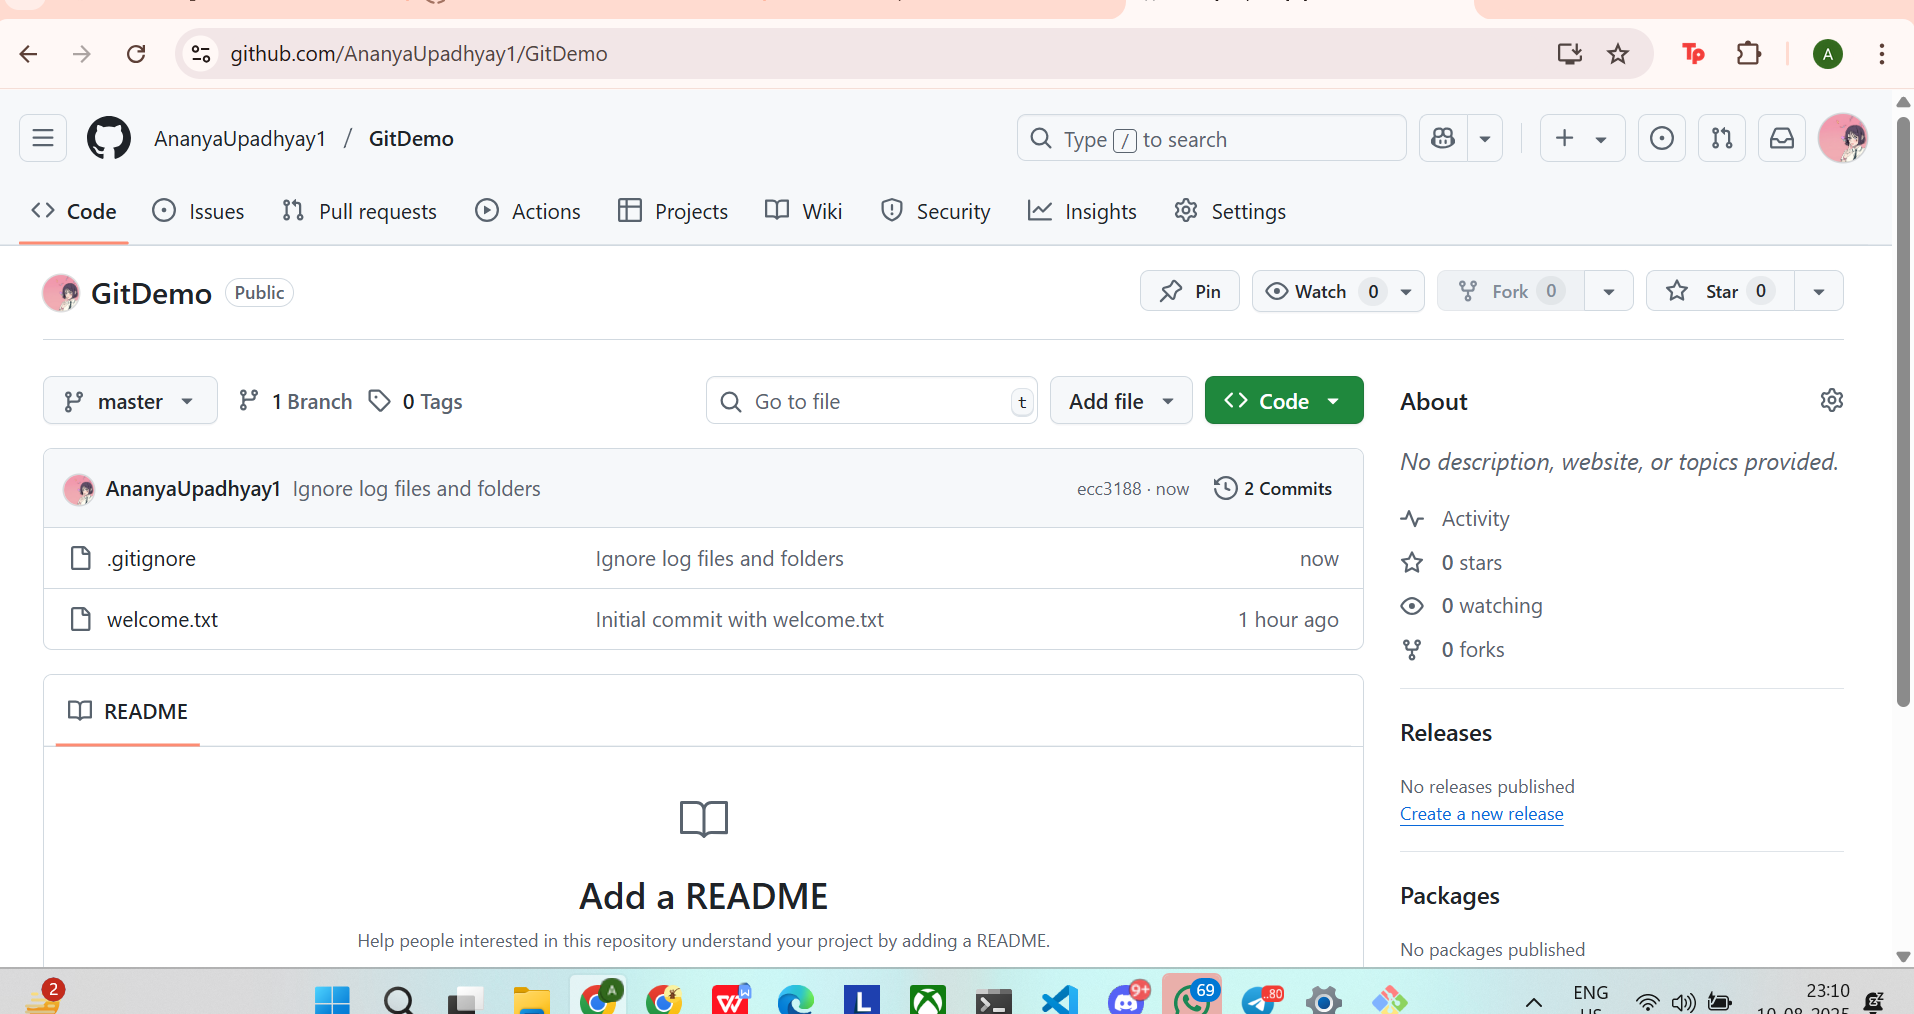 github.com/AnanyaUpadhyay1/GitDemo
Tp
A
AnanyaUpadhyay1 / GitDemo
Type / to search
Code Issues Pull requests Actions Projects Wiki Security Insights Settings
GitDemo Public
Pin Watch 0 Fork 0 Star 0
master 1 Branch 0 Tags
Go to file t Add file Code
AnanyaUpadhyay1 Ignore log files and folders ecc3188 · now 2 Commits
.gitignore Ignore log files and folders now
welcome.txt Initial commit with welcome.txt 1 hour ago
README
Add a README
Help people interested in this repository understand your project by adding a README.
About
No description, website, or topics provided.
Activity
0 stars
0 watching
0 forks
Releases
No releases published
Create a new release
Packages
No packages published
2
A
W
W
L
9+
69
.80
ENG
23:10